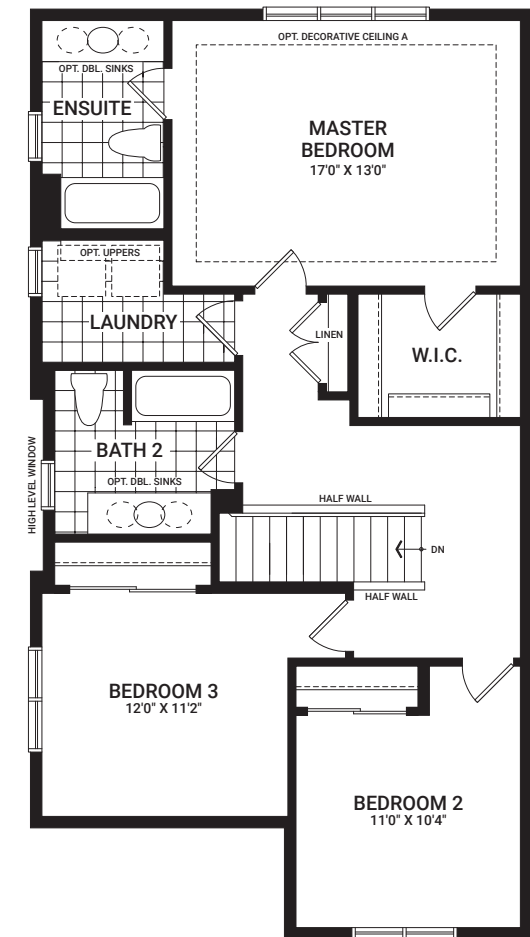 OPT. DECORATIVE CEILING A
OPT. DBL. SINKS
ENSUITE
MASTER
BEDROOM
17'0" X 13'0"
OPT. UPPERS
LAUNDRY
LINEN
W.I.C.
BATH 2
OPT. DBL. SINKS
HIGH LEVEL WINDOW
HALF WALL
DN
HALF WALL
BEDROOM 3
12'0" X 11'2"
BEDROOM 2
11'0" X 10'4"